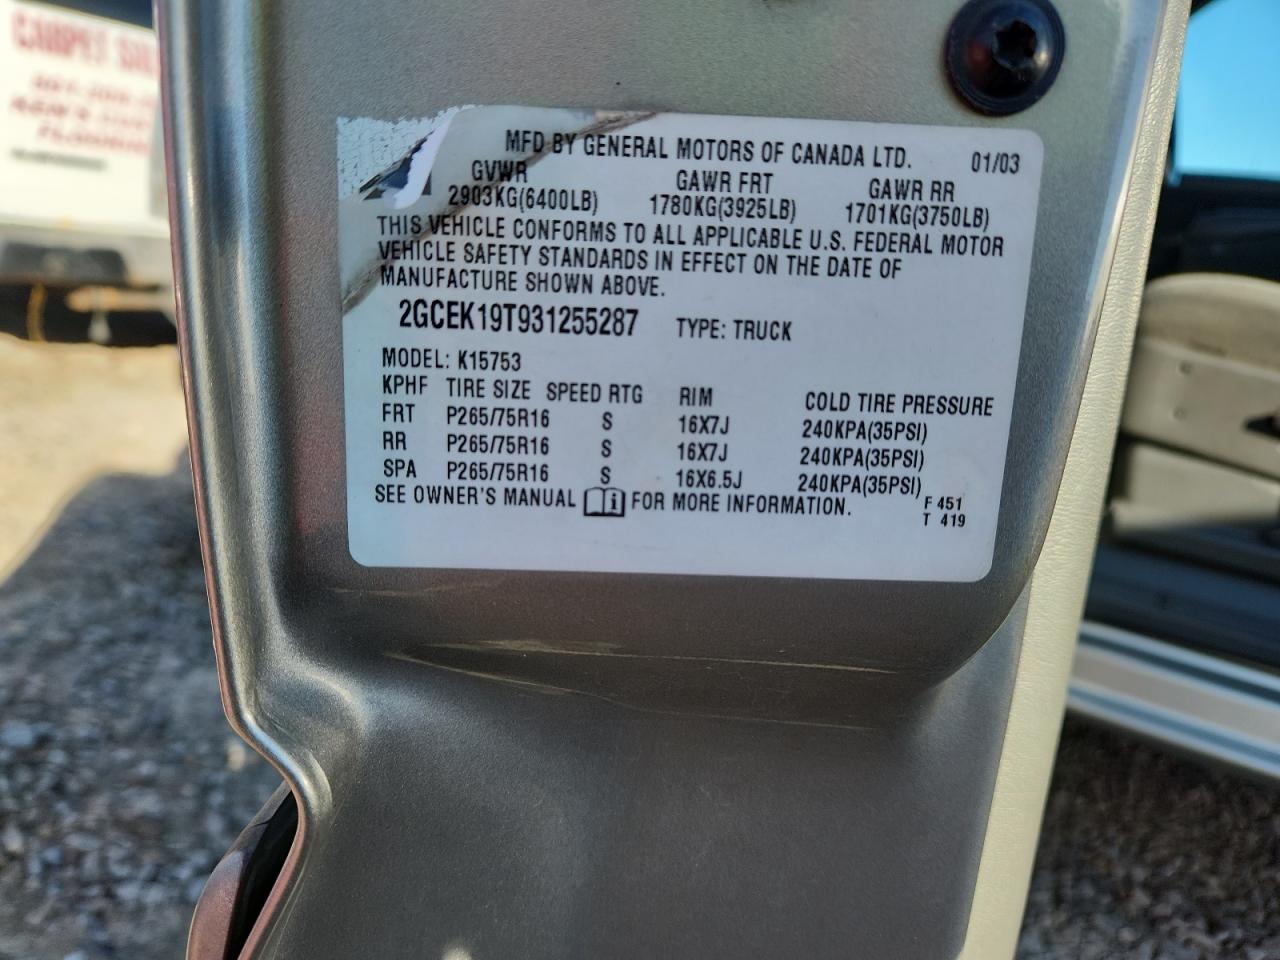 CARPET
MFD BY GENERAL MOTORS OF CANADA LTD. 01/03
GVWR GAWR FRT GAWR RR
2903KG(6400LB) 1780KG(3925LB) 1701KG(3750LB)
THIS VEHICLE CONFORMS TO ALL APPLICABLE U.S. FEDERAL MOTOR
VEHICLE SAFETY STANDARDS IN EFFECT ON THE DATE OF
MANUFACTURE SHOWN ABOVE.
2GCEK19T931255287 TYPE: TRUCK
MODEL: K15753
KPHF TIRE SIZE SPEED RTG RIM COLD TIRE PRESSURE
FRT P265/75R16 S 16X7J 240KPA(35PSI)
RR P265/75R16 S 16X7J 240KPA(35PSI)
SPA P265/75R16 S 16X6.5J 240KPA(35PSI)
SEE OWNER'S MANUAL FOR MORE INFORMATION.
F 451
T 419